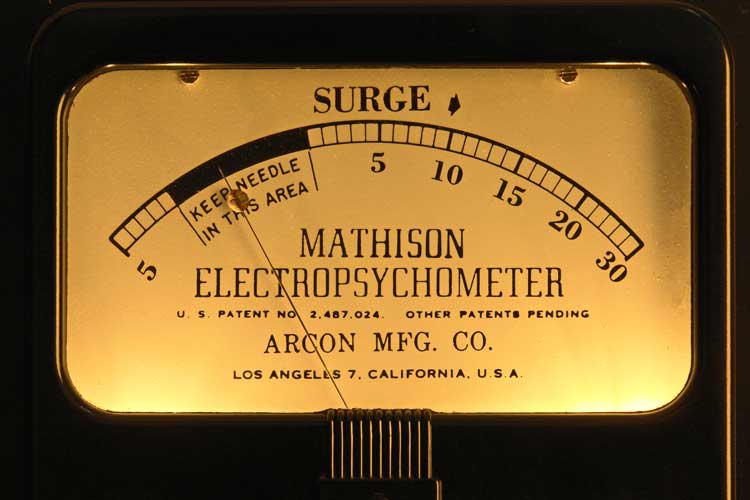 SURGE
5 5 10 15 20 30
KEEP NEEDLE
IN THIS AREA
MATHISON
ELECTROPSYCHOMETER
U. S. PATENT NO. 2,487,024. OTHER PATENTS PENDING
ARCON MFG. CO.
LOS ANGELES 7, CALIFORNIA, U.S.A.